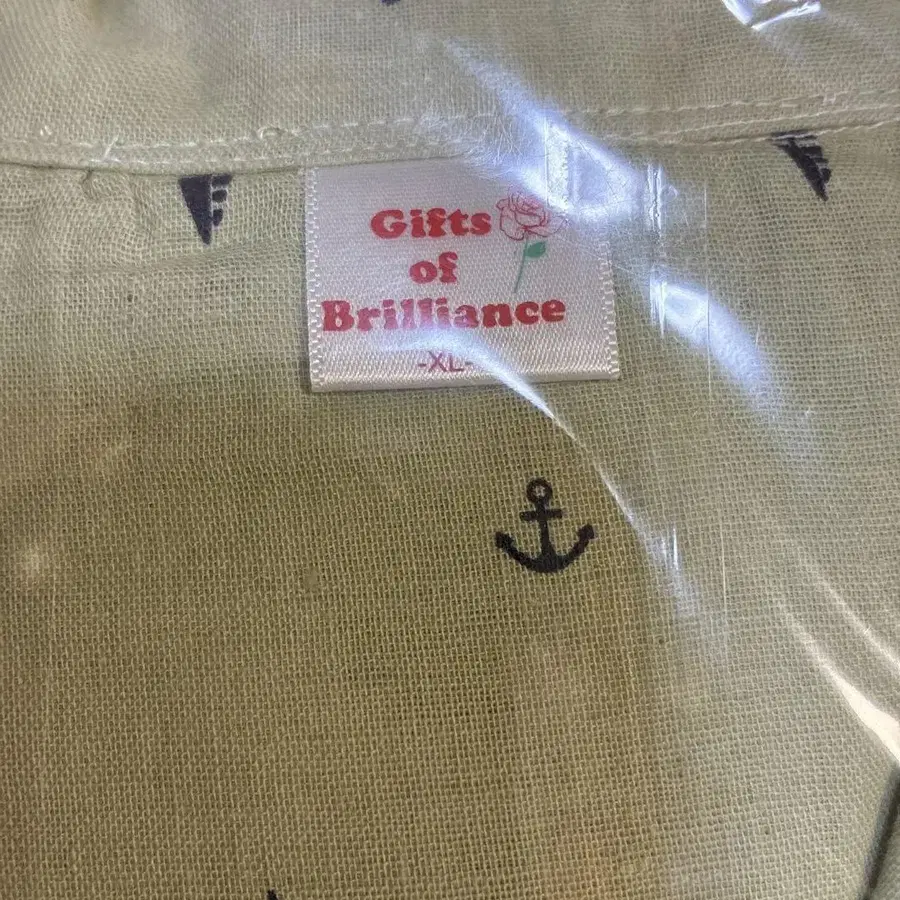 Gifts
of
Brilliance
-XL-